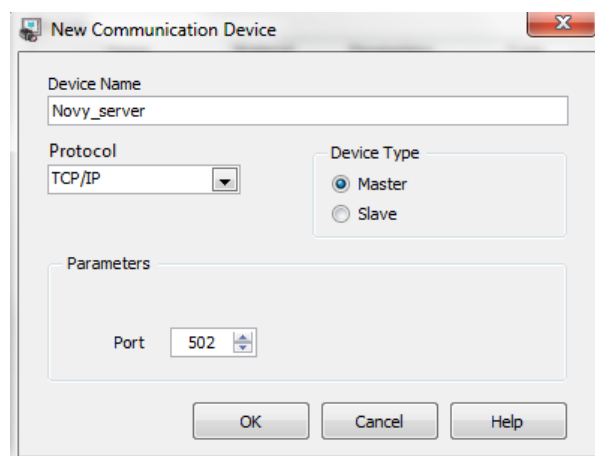 New Communication Device
Device Name
Novy_server
Protocol
TCP/IP
Device Type
Master
Slave
Parameters
Port 502
OK Cancel Help